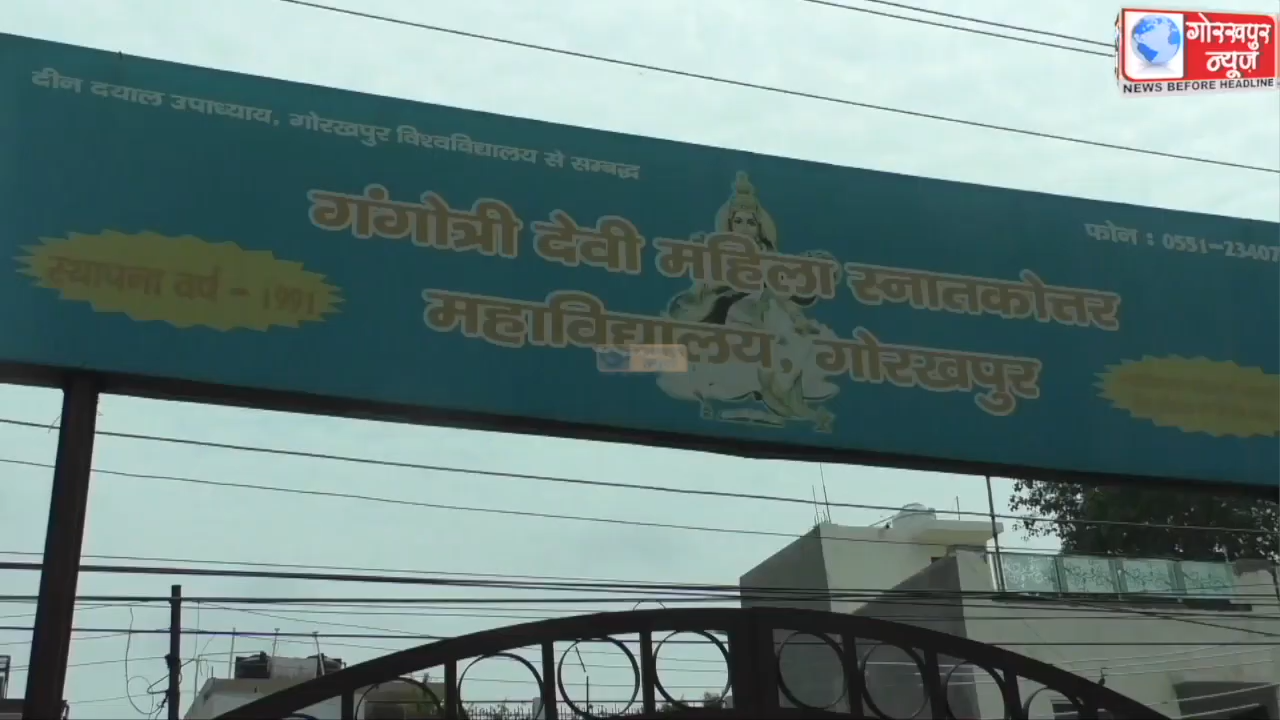 गोरखपुर
न्यूज़
NEWS BEFORE HEADLINE
दीन दयाल उपाध्याय, गोरखपुर विश्वविद्यालय से सम्बद्ध
फोन : 0551-23407
गंगोत्री देवी महिला स्नातकोत्तर
महाविद्यालय, गोरखपुर
स्थापना वर्ष - 1991